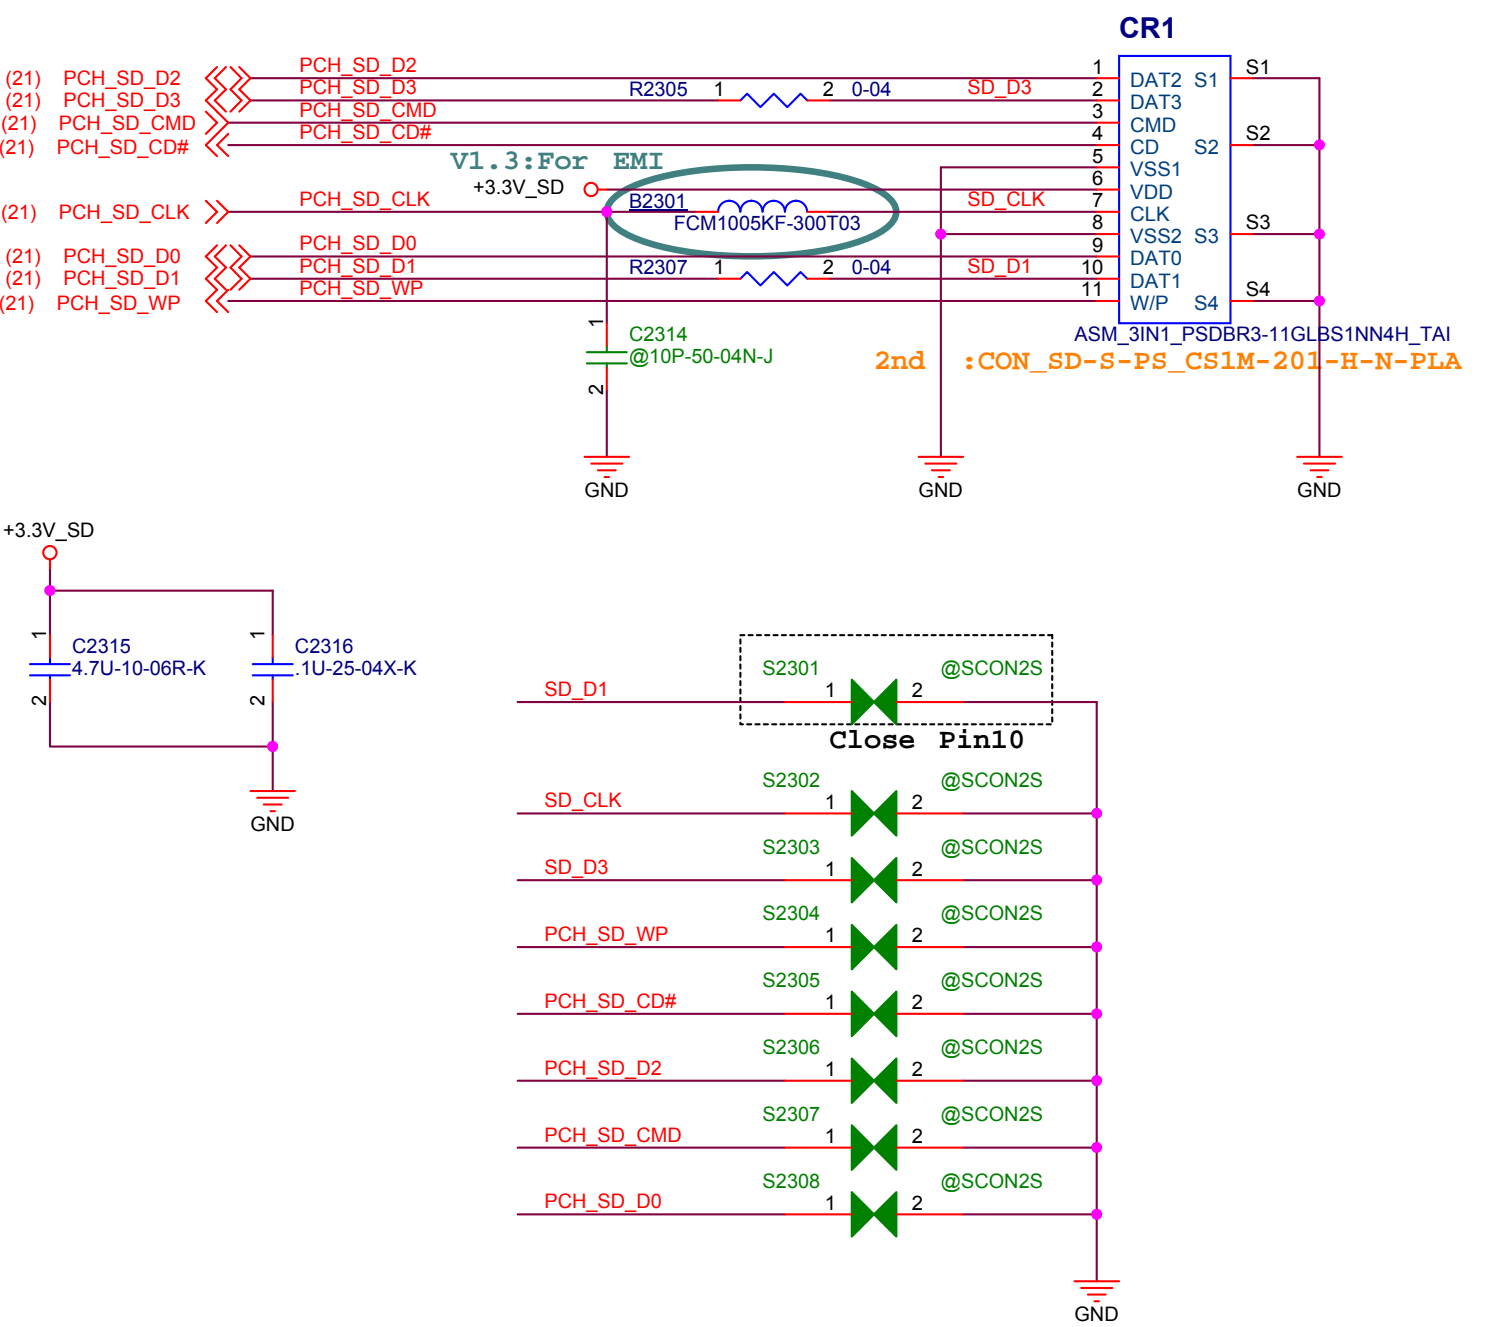 CR1
(21) PCH_SD_D2 PCH_SD_D2 1 DAT2 S1 S1
(21) PCH_SD_D3 PCH_SD_D3 R2305 1 2 0-04 SD_D3 2 DAT3
(21) PCH_SD_CMD PCH_SD_CMD 3 CMD
(21) PCH_SD_CD# PCH_SD_CD# 4 CD S2 S2
V1.3:For EMI 5 VSS1
+3.3V_SD 6 VDD
(21) PCH_SD_CLK PCH_SD_CLK B2301 SD_CLK 7 CLK
FCM1005KF-300T03 8 VSS2 S3 S3
(21) PCH_SD_D0 PCH_SD_D0 9 DAT0
(21) PCH_SD_D1 PCH_SD_D1 R2307 1 2 0-04 SD_D1 10 DAT1
(21) PCH_SD_WP PCH_SD_WP 11 W/P S4 S4
1 C2314 ASM_3IN1_PSDBR3-11GLBS1NN4H_TAI
@10P-50-04N-J 2nd :CON_SD-S-PS_CS1M-201-H-N-PLA
2
GND GND GND
+3.3V_SD
1 C2315 1 C2316
4.7U-10-06R-K .1U-25-04X-K
2 2
GND
S2301 @SCON2S
SD_D1 1 2
Close Pin10
S2302 @SCON2S
SD_CLK 1 2
S2303 @SCON2S
SD_D3 1 2
S2304 @SCON2S
PCH_SD_WP 1 2
S2305 @SCON2S
PCH_SD_CD# 1 2
S2306 @SCON2S
PCH_SD_D2 1 2
S2307 @SCON2S
PCH_SD_CMD 1 2
S2308 @SCON2S
PCH_SD_D0 1 2
GND